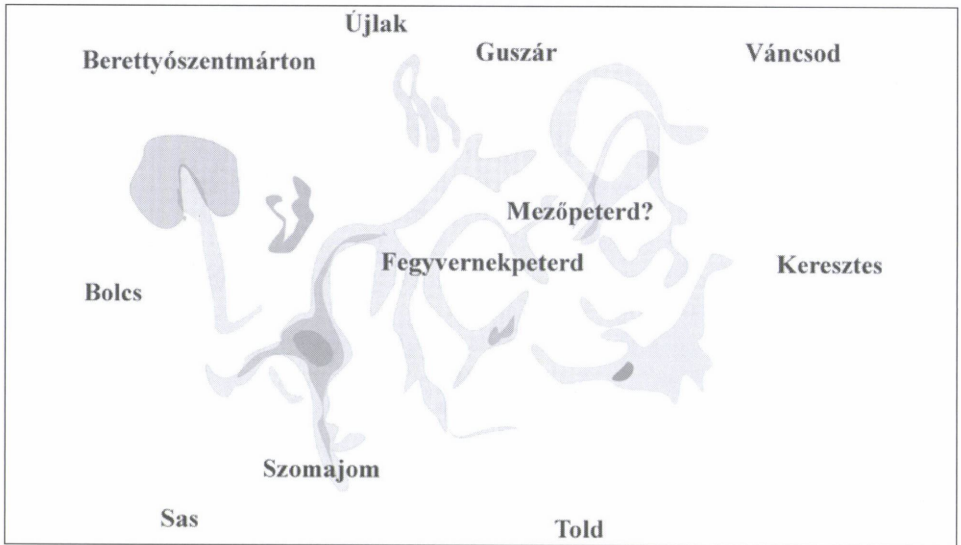 Újlak
Berettyószentmárton
Guszár
Váncsod
Mezőpeterd?
Fegyvernekpeterd
Keresztes
Bolcs
Szomajom
Sas
Told